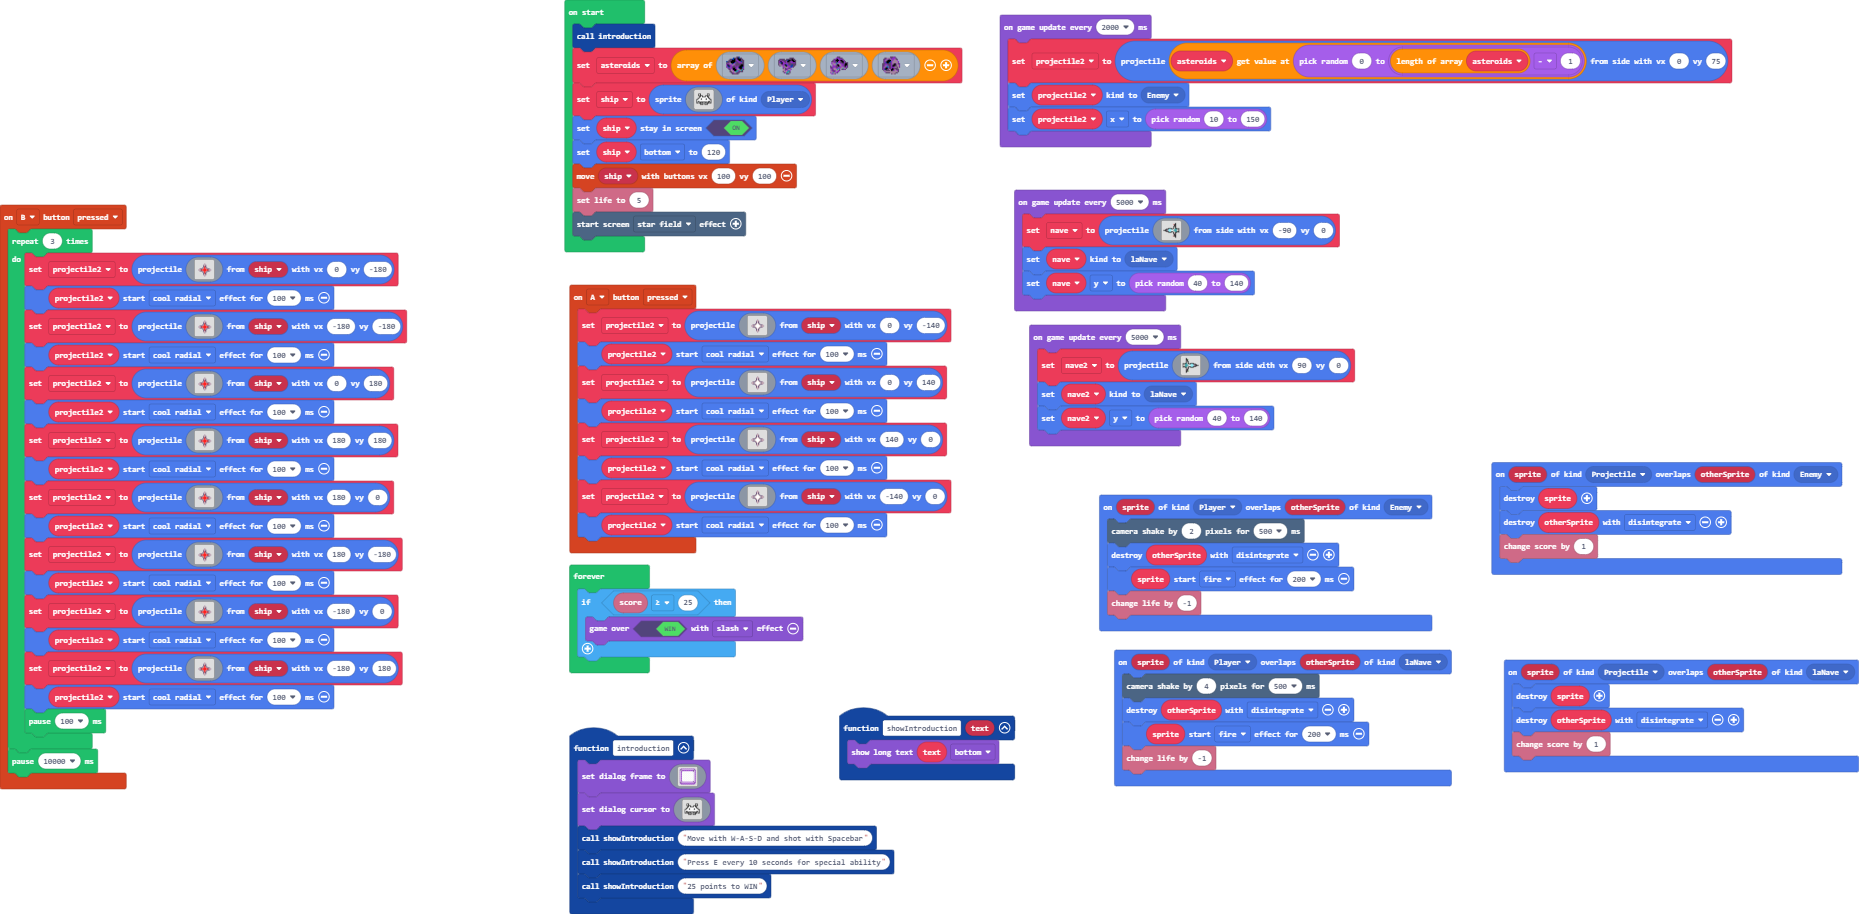 on B button pressed
repeat 3 times
do
set projectile2 to projectile from ship with vx 0 vy -180
projectile2 start cool radial effect for 100 ms
set projectile2 to projectile from ship with vx -180 vy -180
projectile2 start cool radial effect for 100 ms
set projectile2 to projectile from ship with vx 0 vy 180
projectile2 start cool radial effect for 100 ms
set projectile2 to projectile from ship with vx 180 vy 180
projectile2 start cool radial effect for 100 ms
set projectile2 to projectile from ship with vx 180 vy 0
projectile2 start cool radial effect for 100 ms
set projectile2 to projectile from ship with vx 180 vy -180
projectile2 start cool radial effect for 100 ms
set projectile2 to projectile from ship with vx -180 vy 0
projectile2 start cool radial effect for 100 ms
set projectile2 to projectile from ship with vx -180 vy 180
projectile2 start cool radial effect for 100 ms
pause 100 ms
pause 10000 ms
on start
call introduction
set asteroids to array of
set ship to sprite of kind Player
set ship stay in screen ON
set ship bottom to 120
move ship with buttons vx 100 vy 100
set life to 5
start screen star field effect
on A button pressed
set projectile2 to projectile from ship with vx 0 vy -140
projectile2 start cool radial effect for 100 ms
set projectile2 to projectile from ship with vx 0 vy 140
projectile2 start cool radial effect for 100 ms
set projectile2 to projectile from ship with vx 140 vy 0
projectile2 start cool radial effect for 100 ms
set projectile2 to projectile from ship with vx -140 vy 0
projectile2 start cool radial effect for 100 ms
forever
if score ≥ 25 then
game over WIN with slash effect
function introduction
set dialog frame to
set dialog cursor to
call showIntroduction "Move with W-A-S-D and shot with Spacebar"
call showIntroduction "Press E every 10 seconds for special ability"
call showIntroduction "25 points to WIN"
function showIntroduction text
show long text text bottom
on game update every 2000 ms
set projectile2 to projectile asteroids get value at pick random 0 to length of array asteroids - 1 from side with vx 0 vy 75
set projectile2 kind to Enemy
set projectile2 x to pick random 10 to 150
on game update every 5000 ms
set nave to projectile from side with vx -90 vy 0
set nave kind to laNave
set nave y to pick random 40 to 140
on game update every 5000 ms
set nave2 to projectile from side with vx 90 vy 0
set nave2 kind to laNave
set nave2 y to pick random 40 to 140
on sprite of kind Player overlaps otherSprite of kind Enemy
camera shake by 2 pixels for 500 ms
destroy otherSprite with disintegrate
sprite start fire effect for 200 ms
change life by -1
on sprite of kind Player overlaps otherSprite of kind laNave
camera shake by 4 pixels for 500 ms
destroy otherSprite with disintegrate
sprite start fire effect for 200 ms
change life by -1
on sprite of kind Projectile overlaps otherSprite of kind Enemy
destroy sprite
destroy otherSprite with disintegrate
change score by 1
on sprite of kind Projectile overlaps otherSprite of kind laNave
destroy sprite
destroy otherSprite with disintegrate
change score by 1